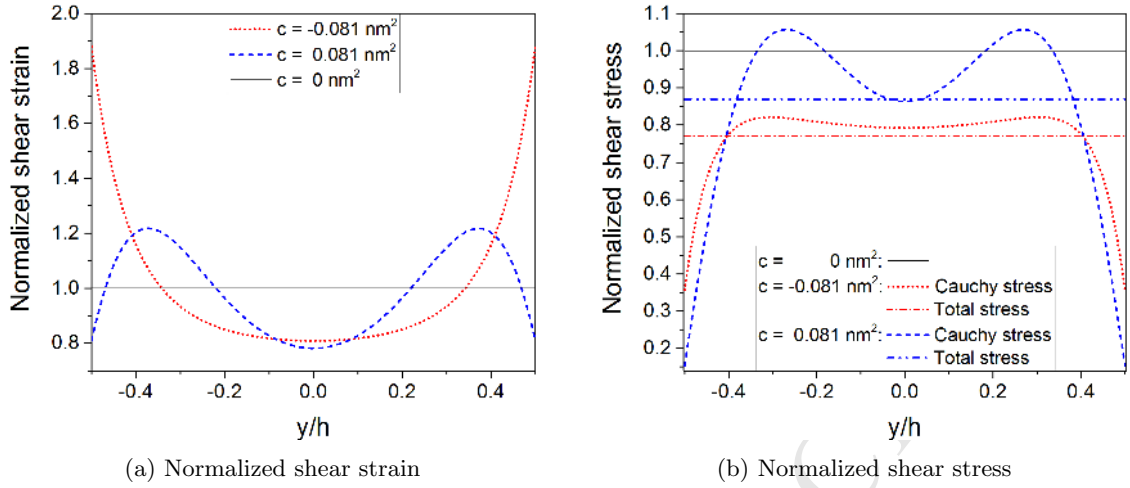 Normalized shear strain
2.0
1.8
1.6
1.4
1.2
1.0
0.8
c = -0.081 nm²
c = 0.081 nm²
c = 0 nm²
-0.4 -0.2 0.0 0.2 0.4
y/h
(a) Normalized shear strain
Normalized shear stress
1.1
1.0
0.9
0.8
0.7
0.6
0.5
0.4
0.3
0.2
c = 0 nm²:
c = -0.081 nm²: Cauchy stress
Total stress
c = 0.081 nm²: Cauchy stress
Total stress
-0.4 -0.2 0.0 0.2 0.4
y/h
(b) Normalized shear stress